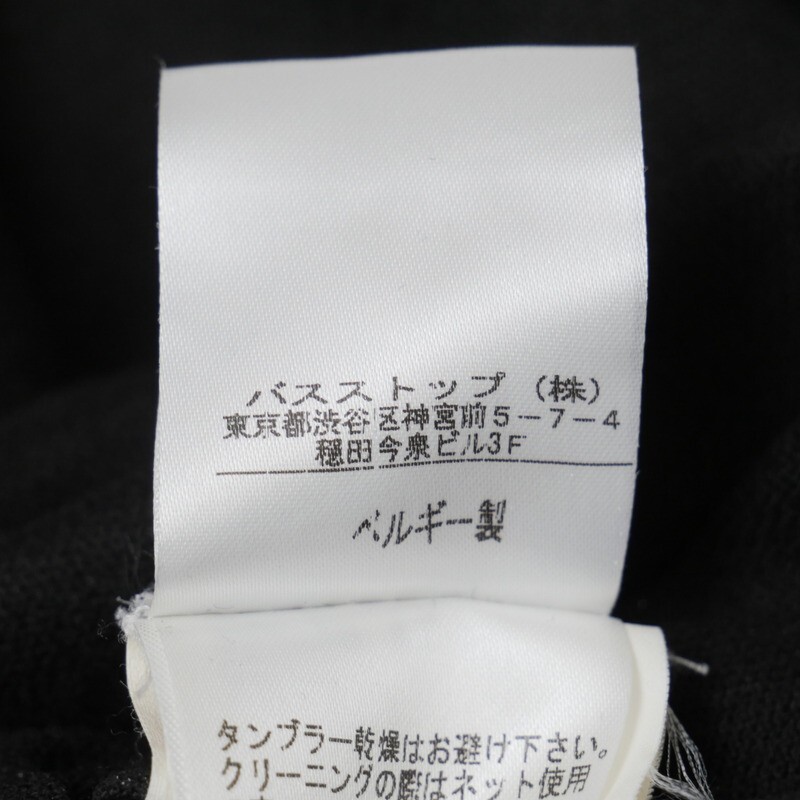 バスストップ(株)
東京都渋谷区神宮前5-7-4
穏田今泉ビル3F
ベルギー製
タンブラー乾燥はお避け下さい。
クリーニングの際はネット使用